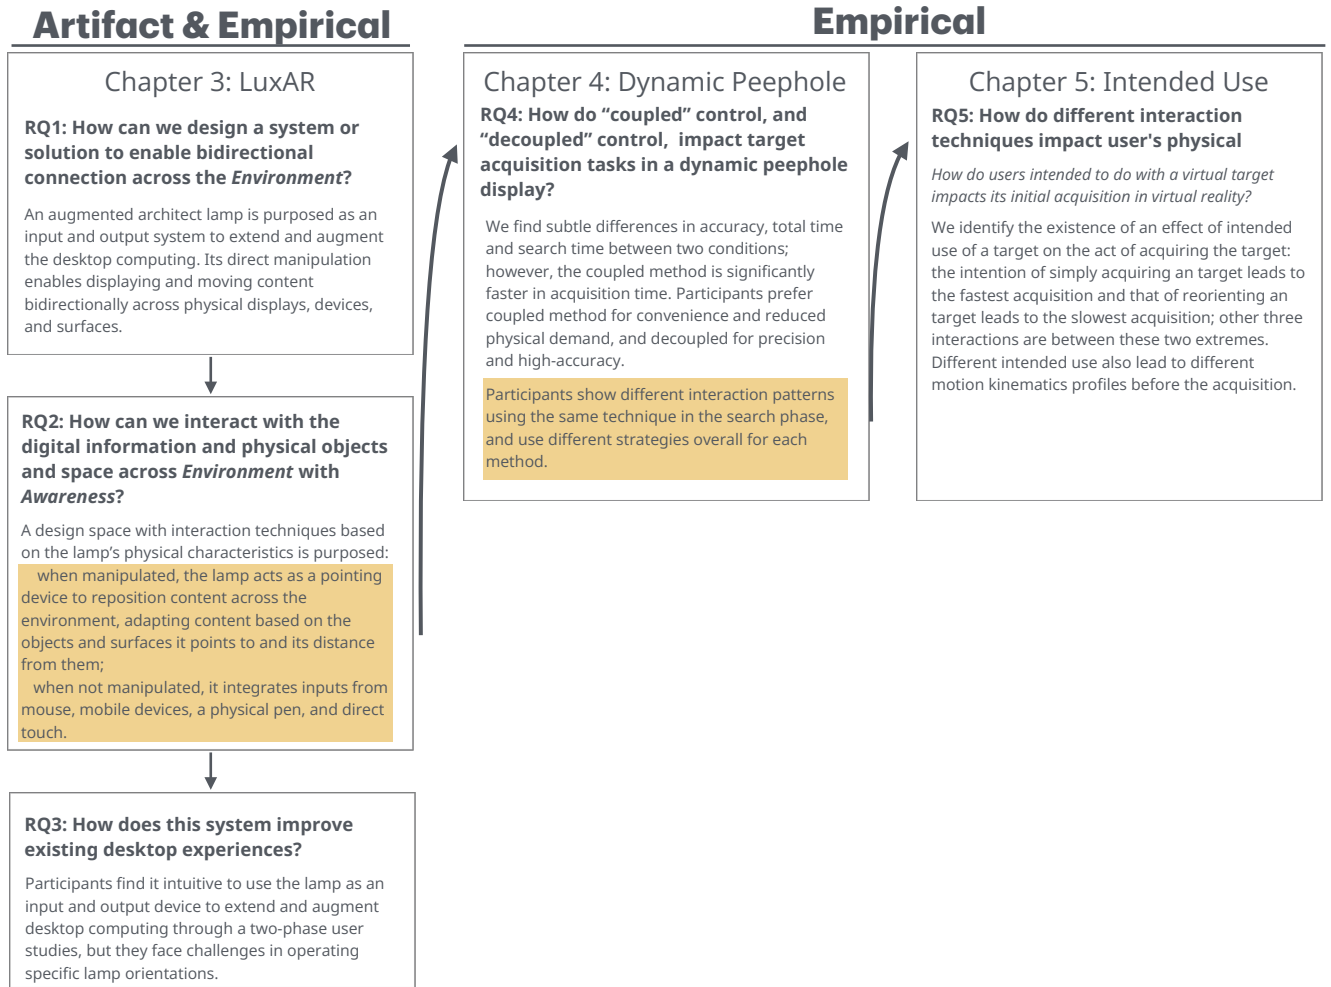 Artifact & Empirical
Chapter 3: LuxAR
RQ1: How can we design a system or
solution to enable bidirectional
connection across the Environment?
An augmented architect lamp is purposed as an
input and output system to extend and augment
the desktop computing. Its direct manipulation
enables displaying and moving content
bidirectionally across physical displays, devices,
and surfaces.
RQ2: How can we interact with the
digital information and physical objects
and space across Environment with
Awareness?
A design space with interaction techniques based
on the lamp’s physical characteristics is purposed:
when manipulated, the lamp acts as a pointing
device to reposition content across the
environment, adapting content based on the
objects and surfaces it points to and its distance
from them;
when not manipulated, it integrates inputs from
mouse, mobile devices, a physical pen, and direct
touch.
RQ3: How does this system improve
existing desktop experiences?
Participants find it intuitive to use the lamp as an
input and output device to extend and augment
desktop computing through a two-phase user
studies, but they face challenges in operating
specific lamp orientations.
Empirical
Chapter 4: Dynamic Peephole
RQ4: How do “coupled” control, and
“decoupled” control, impact target
acquisition tasks in a dynamic peephole
display?
We find subtle differences in accuracy, total time
and search time between two conditions;
however, the coupled method is significantly
faster in acquisition time. Participants prefer
coupled method for convenience and reduced
physical demand, and decoupled for precision
and high-accuracy.
Participants show different interaction patterns
using the same technique in the search phase,
and use different strategies overall for each
method.
Chapter 5: Intended Use
RQ5: How do different interaction
techniques impact user's physical
How do users intended to do with a virtual target
impacts its initial acquisition in virtual reality?
We identify the existence of an effect of intended
use of a target on the act of acquiring the target:
the intention of simply acquiring an target leads to
the fastest acquisition and that of reorienting an
target leads to the slowest acquisition; other three
interactions are between these two extremes.
Different intended use also lead to different
motion kinematics profiles before the acquisition.